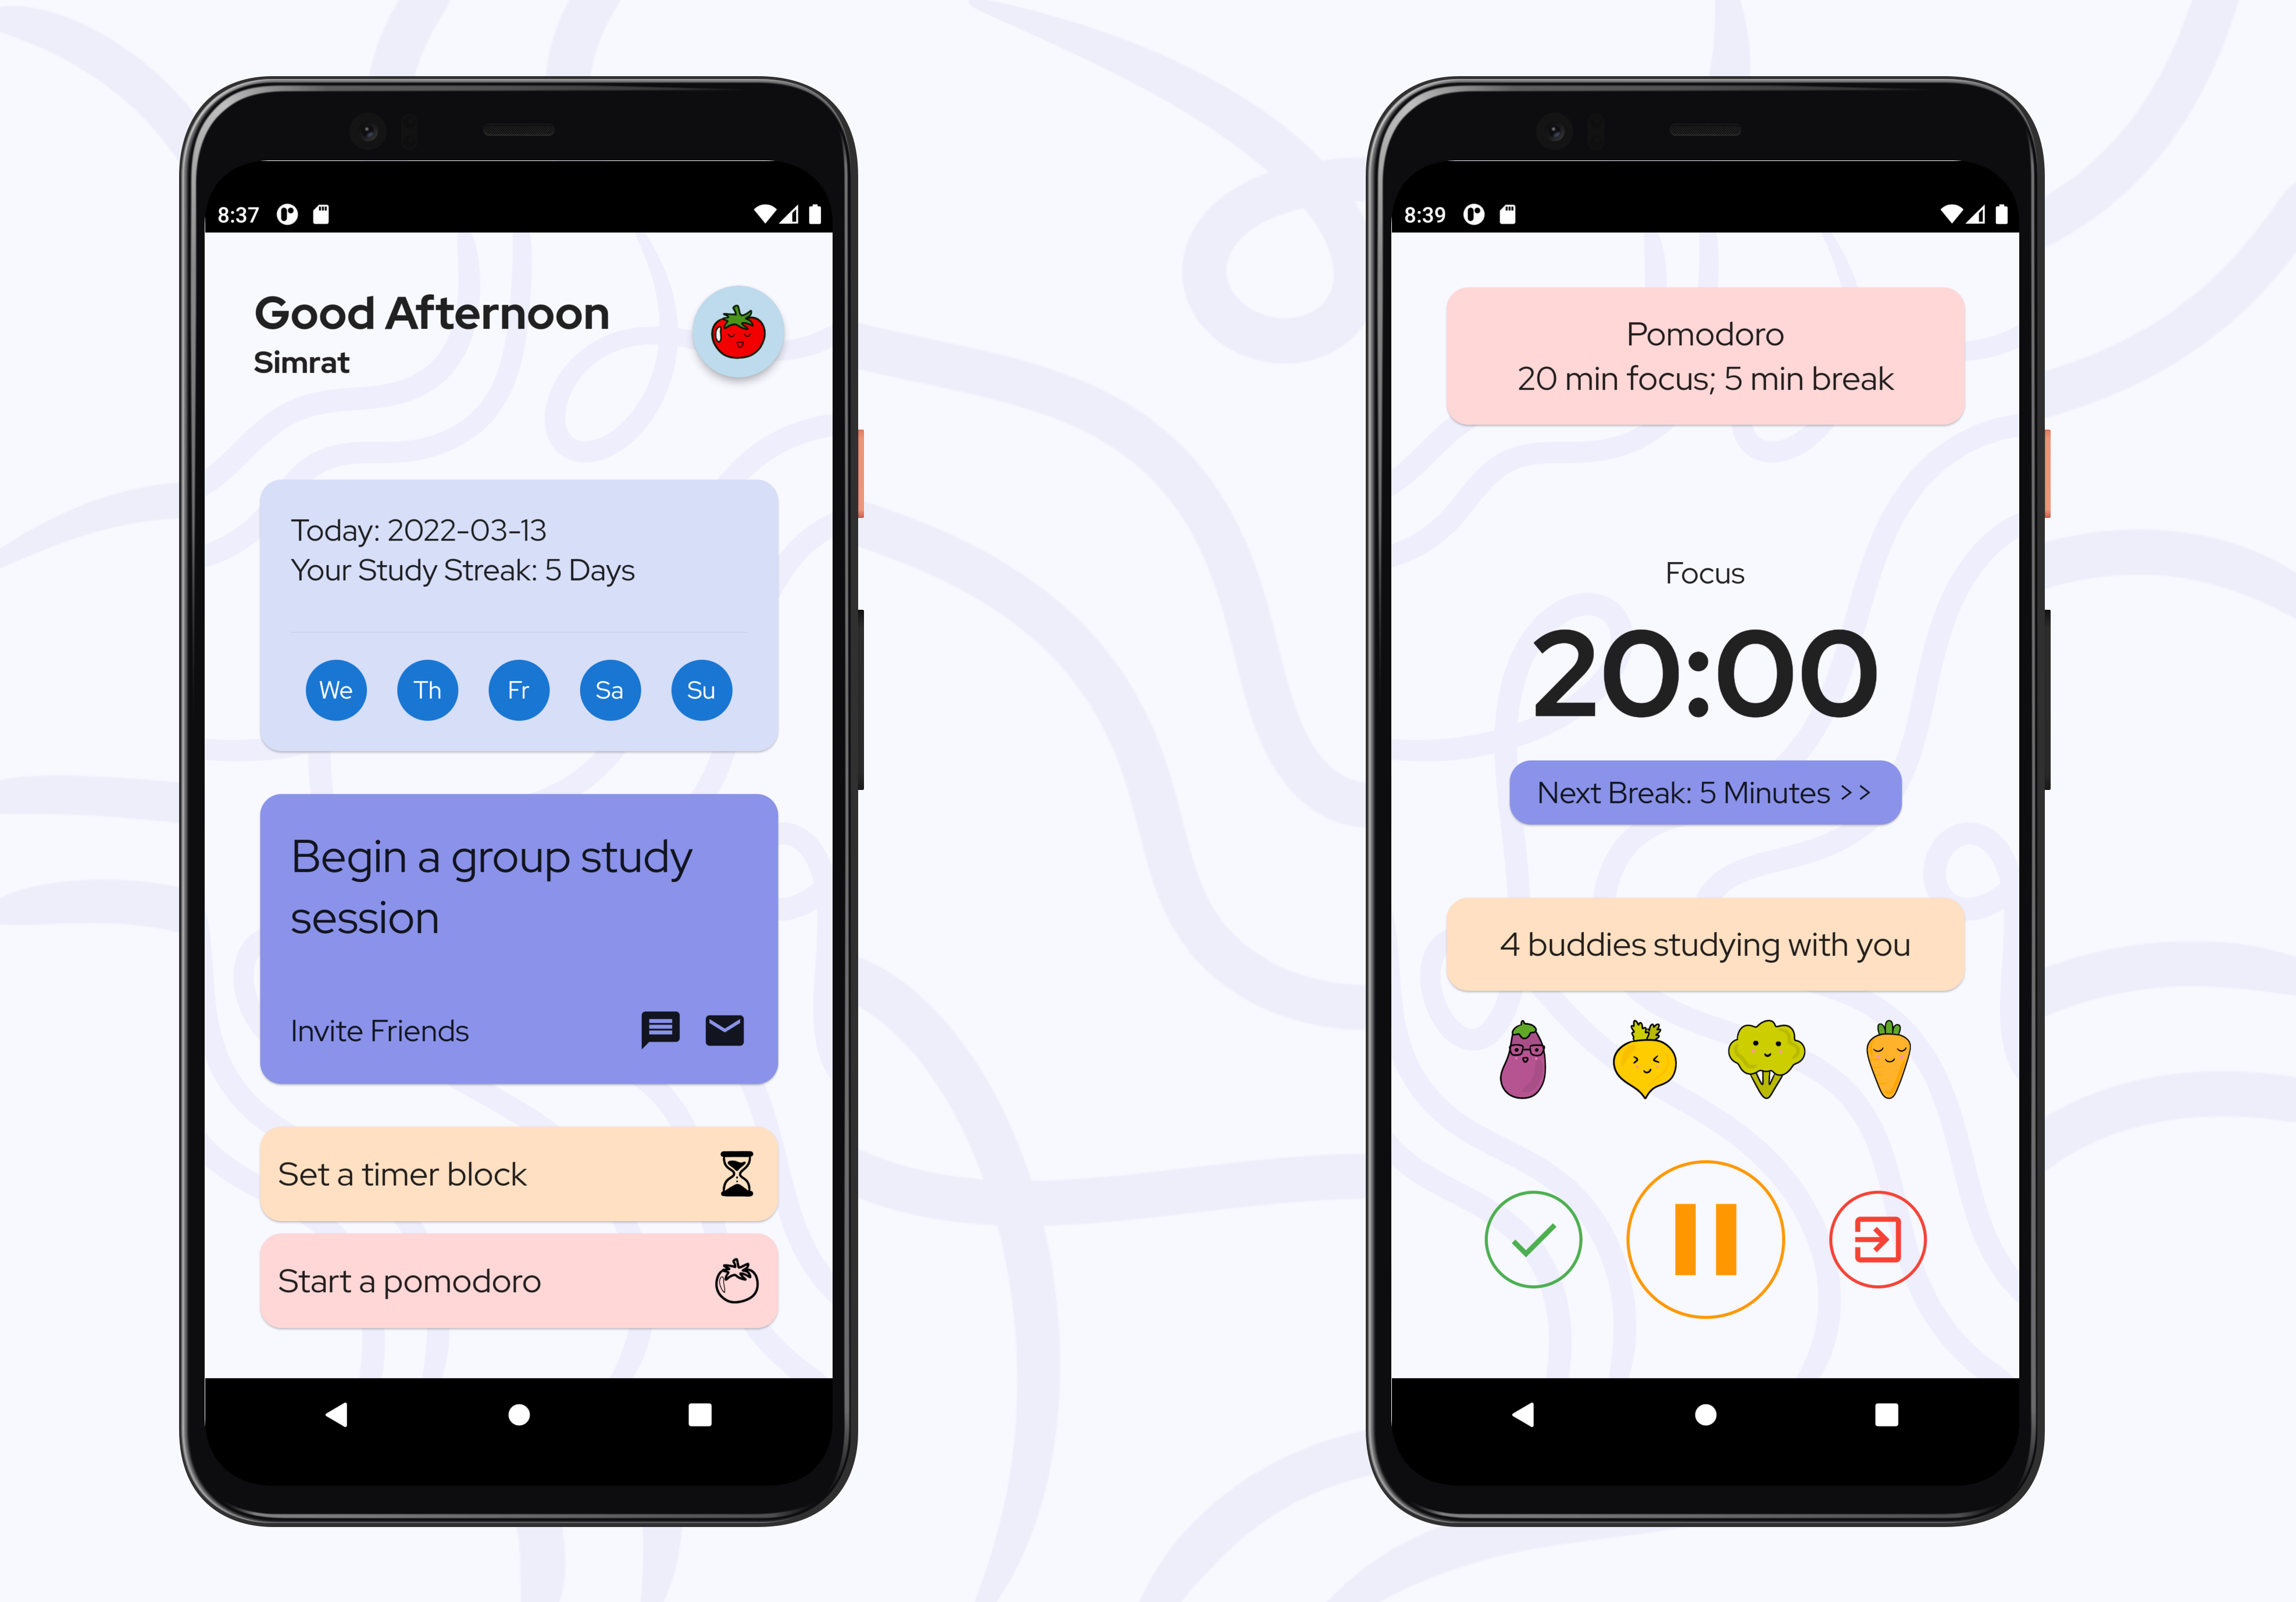 8:37
Good Afternoon
Simrat
Today: 2022-03-13
Your Study Streak: 5 Days
We Th Fr Sa Su
Begin a group study
session
Invite Friends
Set a timer block
Start a pomodoro
8:39
Pomodoro
20 min focus; 5 min break
Focus
20:00
Next Break: 5 Minutes >>
4 buddies studying with you